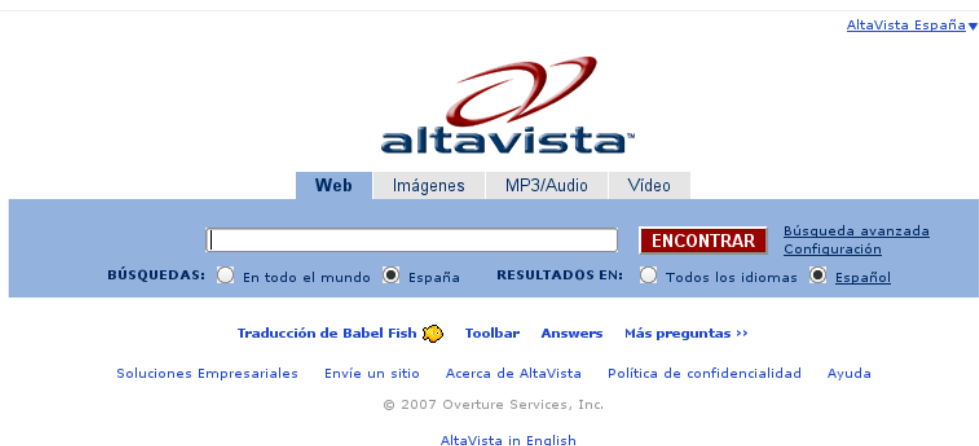 AltaVista España
altavista™
Web Imágenes MP3/Audio Vídeo
ENCONTRAR Búsqueda avanzada
Configuración
BÚSQUEDAS: En todo el mundo España RESULTADOS EN: Todos los idiomas Español
Traducción de Babel Fish Toolbar Answers Más preguntas ››
Soluciones Empresariales Envíe un sitio Acerca de AltaVista Política de confidencialidad Ayuda
© 2007 Overture Services, Inc.
AltaVista in English